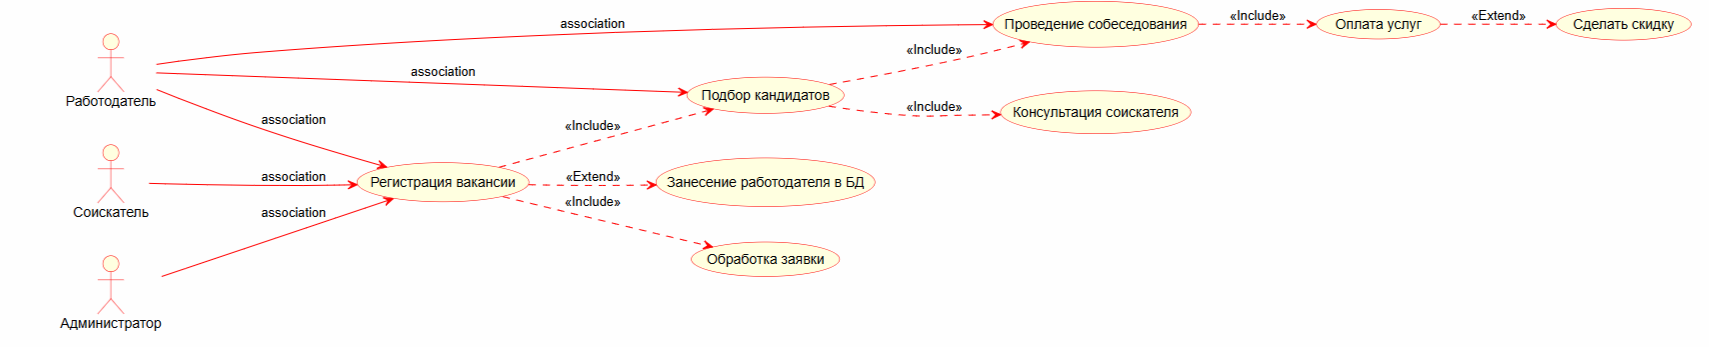 association
Проведение собеседования
«Include»
Оплата услуг
«Extend»
Сделать скидку
Работодатель
association
«Include»
Подбор кандидатов
«Include»
Консультация соискателя
association
«Include»
Соискатель
association
Регистрация вакансии
«Extend»
Занесение работодателя в БД
association
«Include»
Обработка заявки
Администратор